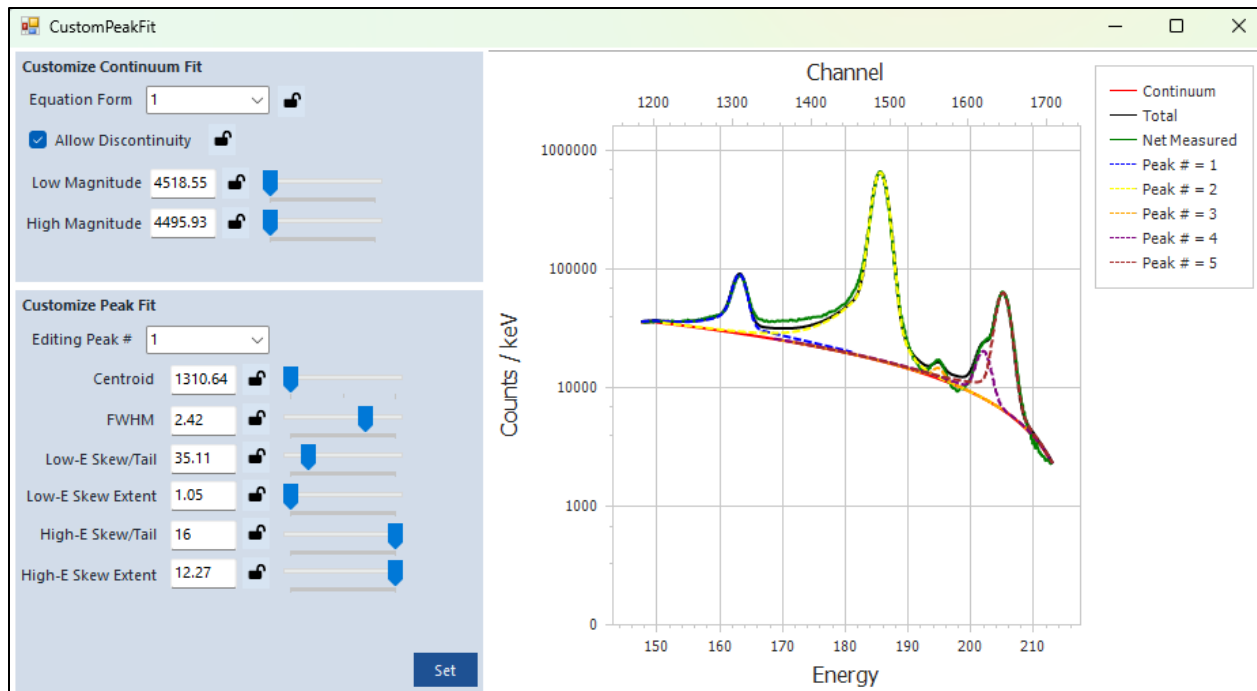 CustomPeakFit
Customize Continuum Fit
Equation Form 1
Allow Discontinuity
Low Magnitude 4518.55
High Magnitude 4495.93
Customize Peak Fit
Editing Peak # 1
Centroid 1310.64
FWHM 2.42
Low-E Skew/Tail 35.11
Low-E Skew Extent 1.05
High-E Skew/Tail 16
High-E Skew Extent 12.27
Set
Channel
1200 1300 1400 1500 1600 1700
Counts / keV
1000000
100000
10000
1000
0
150 160 170 180 190 200 210
Energy
Continuum
Total
Net Measured
Peak # = 1
Peak # = 2
Peak # = 3
Peak # = 4
Peak # = 5